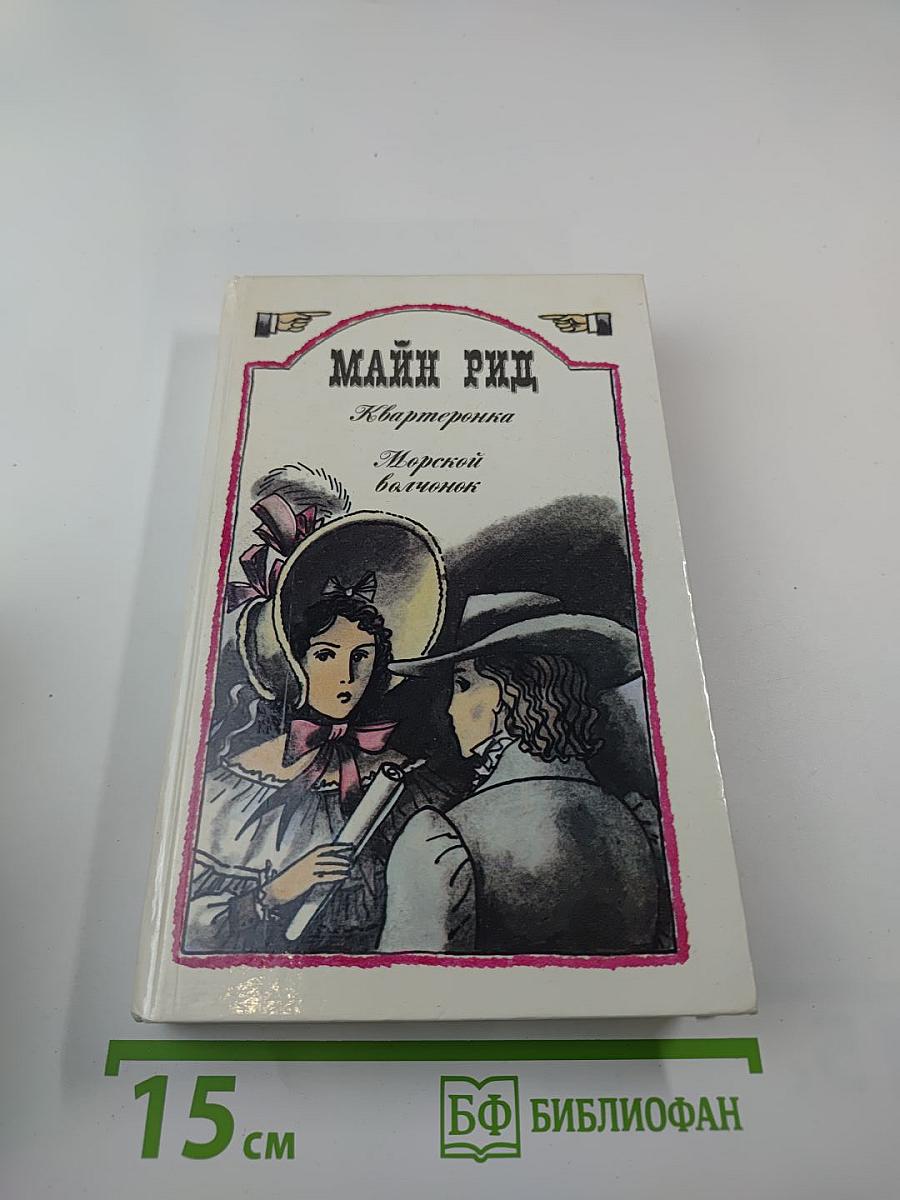 МАЙН РИД
Квартеронка
Морской
волчонок
15 см
БФ БИБЛИОФАН